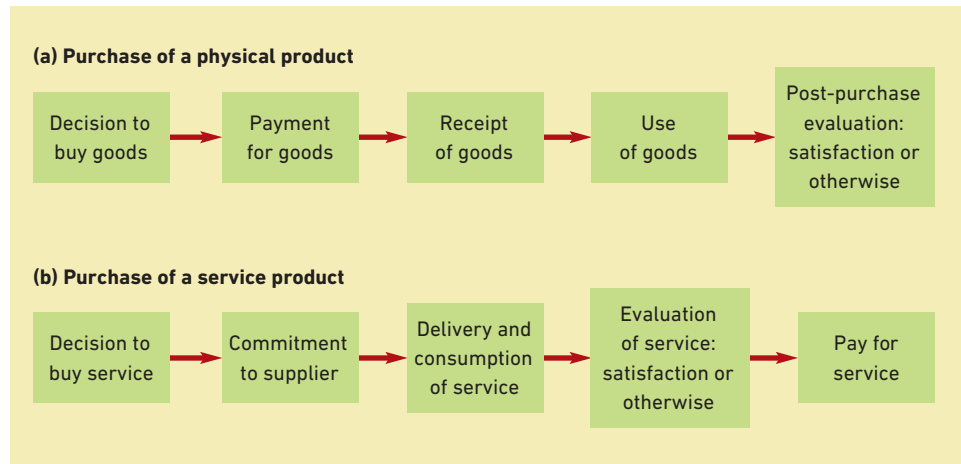 (a) Purchase of a physical product
Decision to
buy goods
Payment
for goods
Receipt
of goods
Use
of goods
Post-purchase
evaluation:
satisfaction or
otherwise
(b) Purchase of a service product
Decision to
buy service
Commitment
to supplier
Delivery and
consumption
of service
Evaluation
of service:
satisfaction or
otherwise
Pay for
service